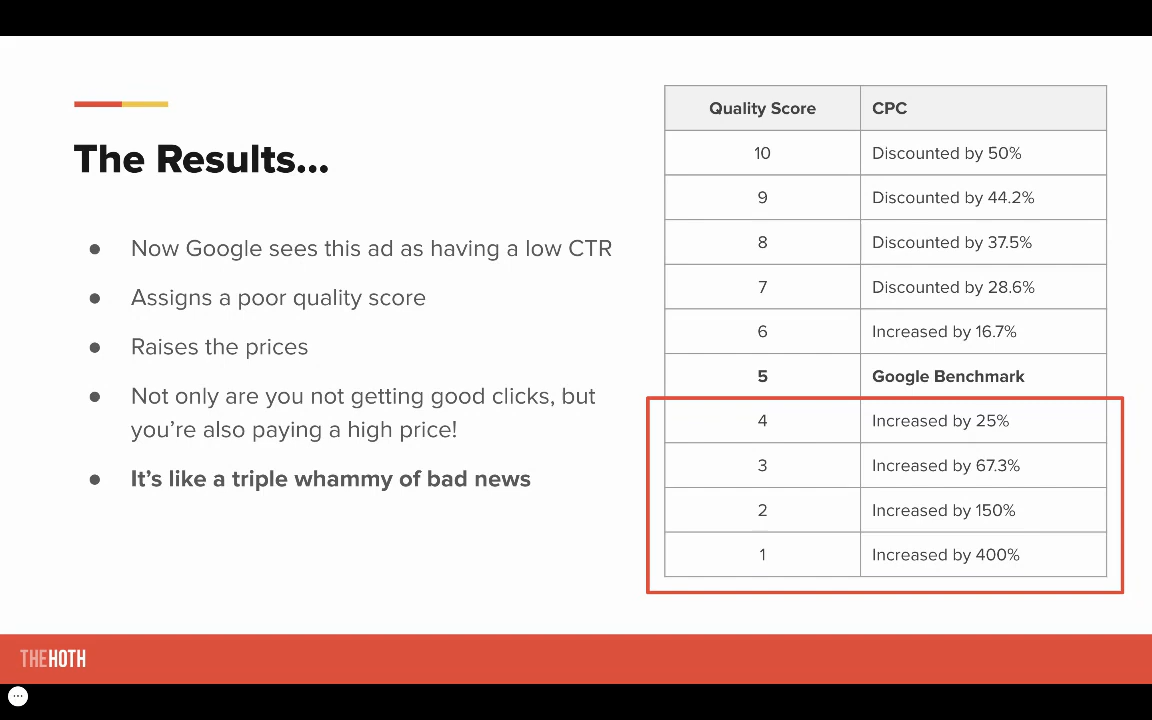 The Results...
● Now Google sees this ad as having a low CTR
● Assigns a poor quality score
● Raises the prices
● Not only are you not getting good clicks, but
you’re also paying a high price!
● It’s like a triple whammy of bad news
Quality Score CPC
10 Discounted by 50%
9 Discounted by 44.2%
8 Discounted by 37.5%
7 Discounted by 28.6%
6 Increased by 16.7%
5 Google Benchmark
4 Increased by 25%
3 Increased by 67.3%
2 Increased by 150%
1 Increased by 400%
THEHOTH